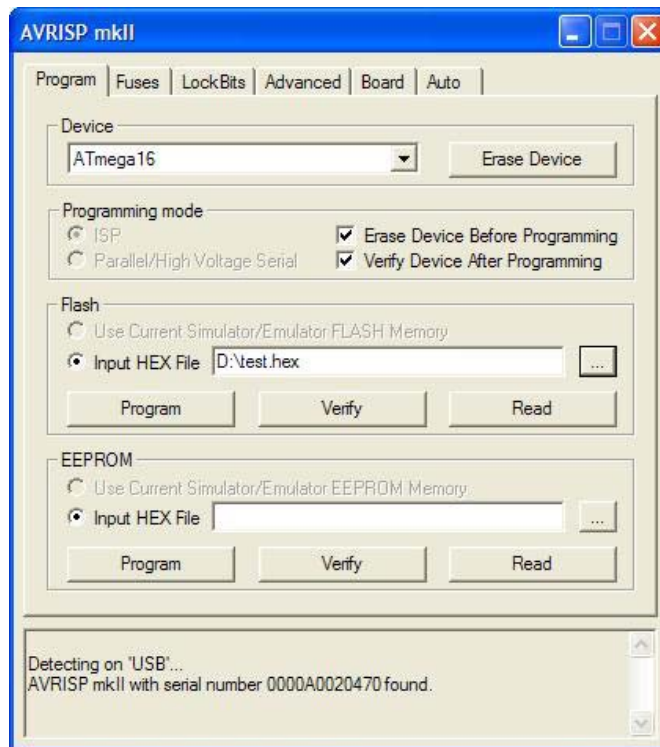 AVRISP mkII
Program Fuses LockBits Advanced Board Auto
Device
ATmega16 Erase Device
Programming mode
ISP Erase Device Before Programming
Parallel/High Voltage Serial Verify Device After Programming
Flash
Use Current Simulator/Emulator FLASH Memory
Input HEX File D:\test.hex ...
Program Verify Read
EEPROM
Use Current Simulator/Emulator EEPROM Memory
Input HEX File ...
Program Verify Read
Detecting on 'USB'...
AVRISP mkII with serial number 0000A0020470 found.